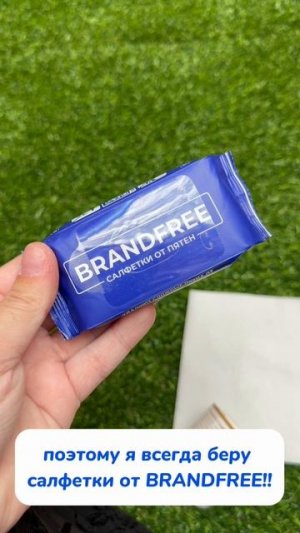 BRANDFREE
САЛФЕТКИ ОТ ПЯТЕН
поэтому я всегда беру
салфетки от BRANDFREE!!